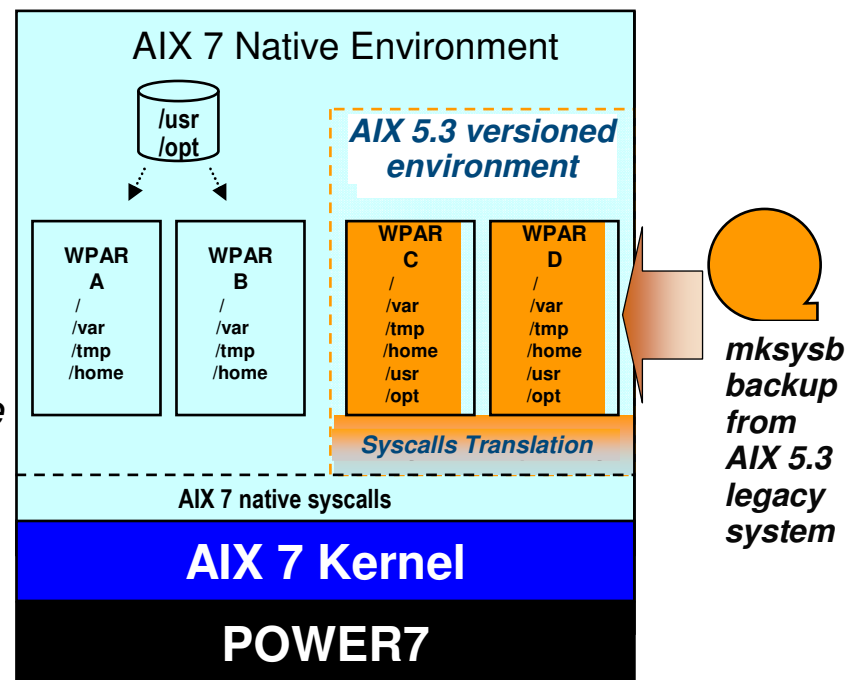 AIX 7 Native Environment
/usr
/opt
AIX 5.3 versioned
environment
WPAR
A
/
/var
/tmp
/home
WPAR
B
/
/var
/tmp
/home
WPAR
C
/
/var
/tmp
/home
/usr
/opt
WPAR
D
/
/var
/tmp
/home
/usr
/opt
mksysb
backup
from
AIX 5.3
legacy
system
e
Syscalls Translation
AIX 7 native syscalls
AIX 7 Kernel
POWER7